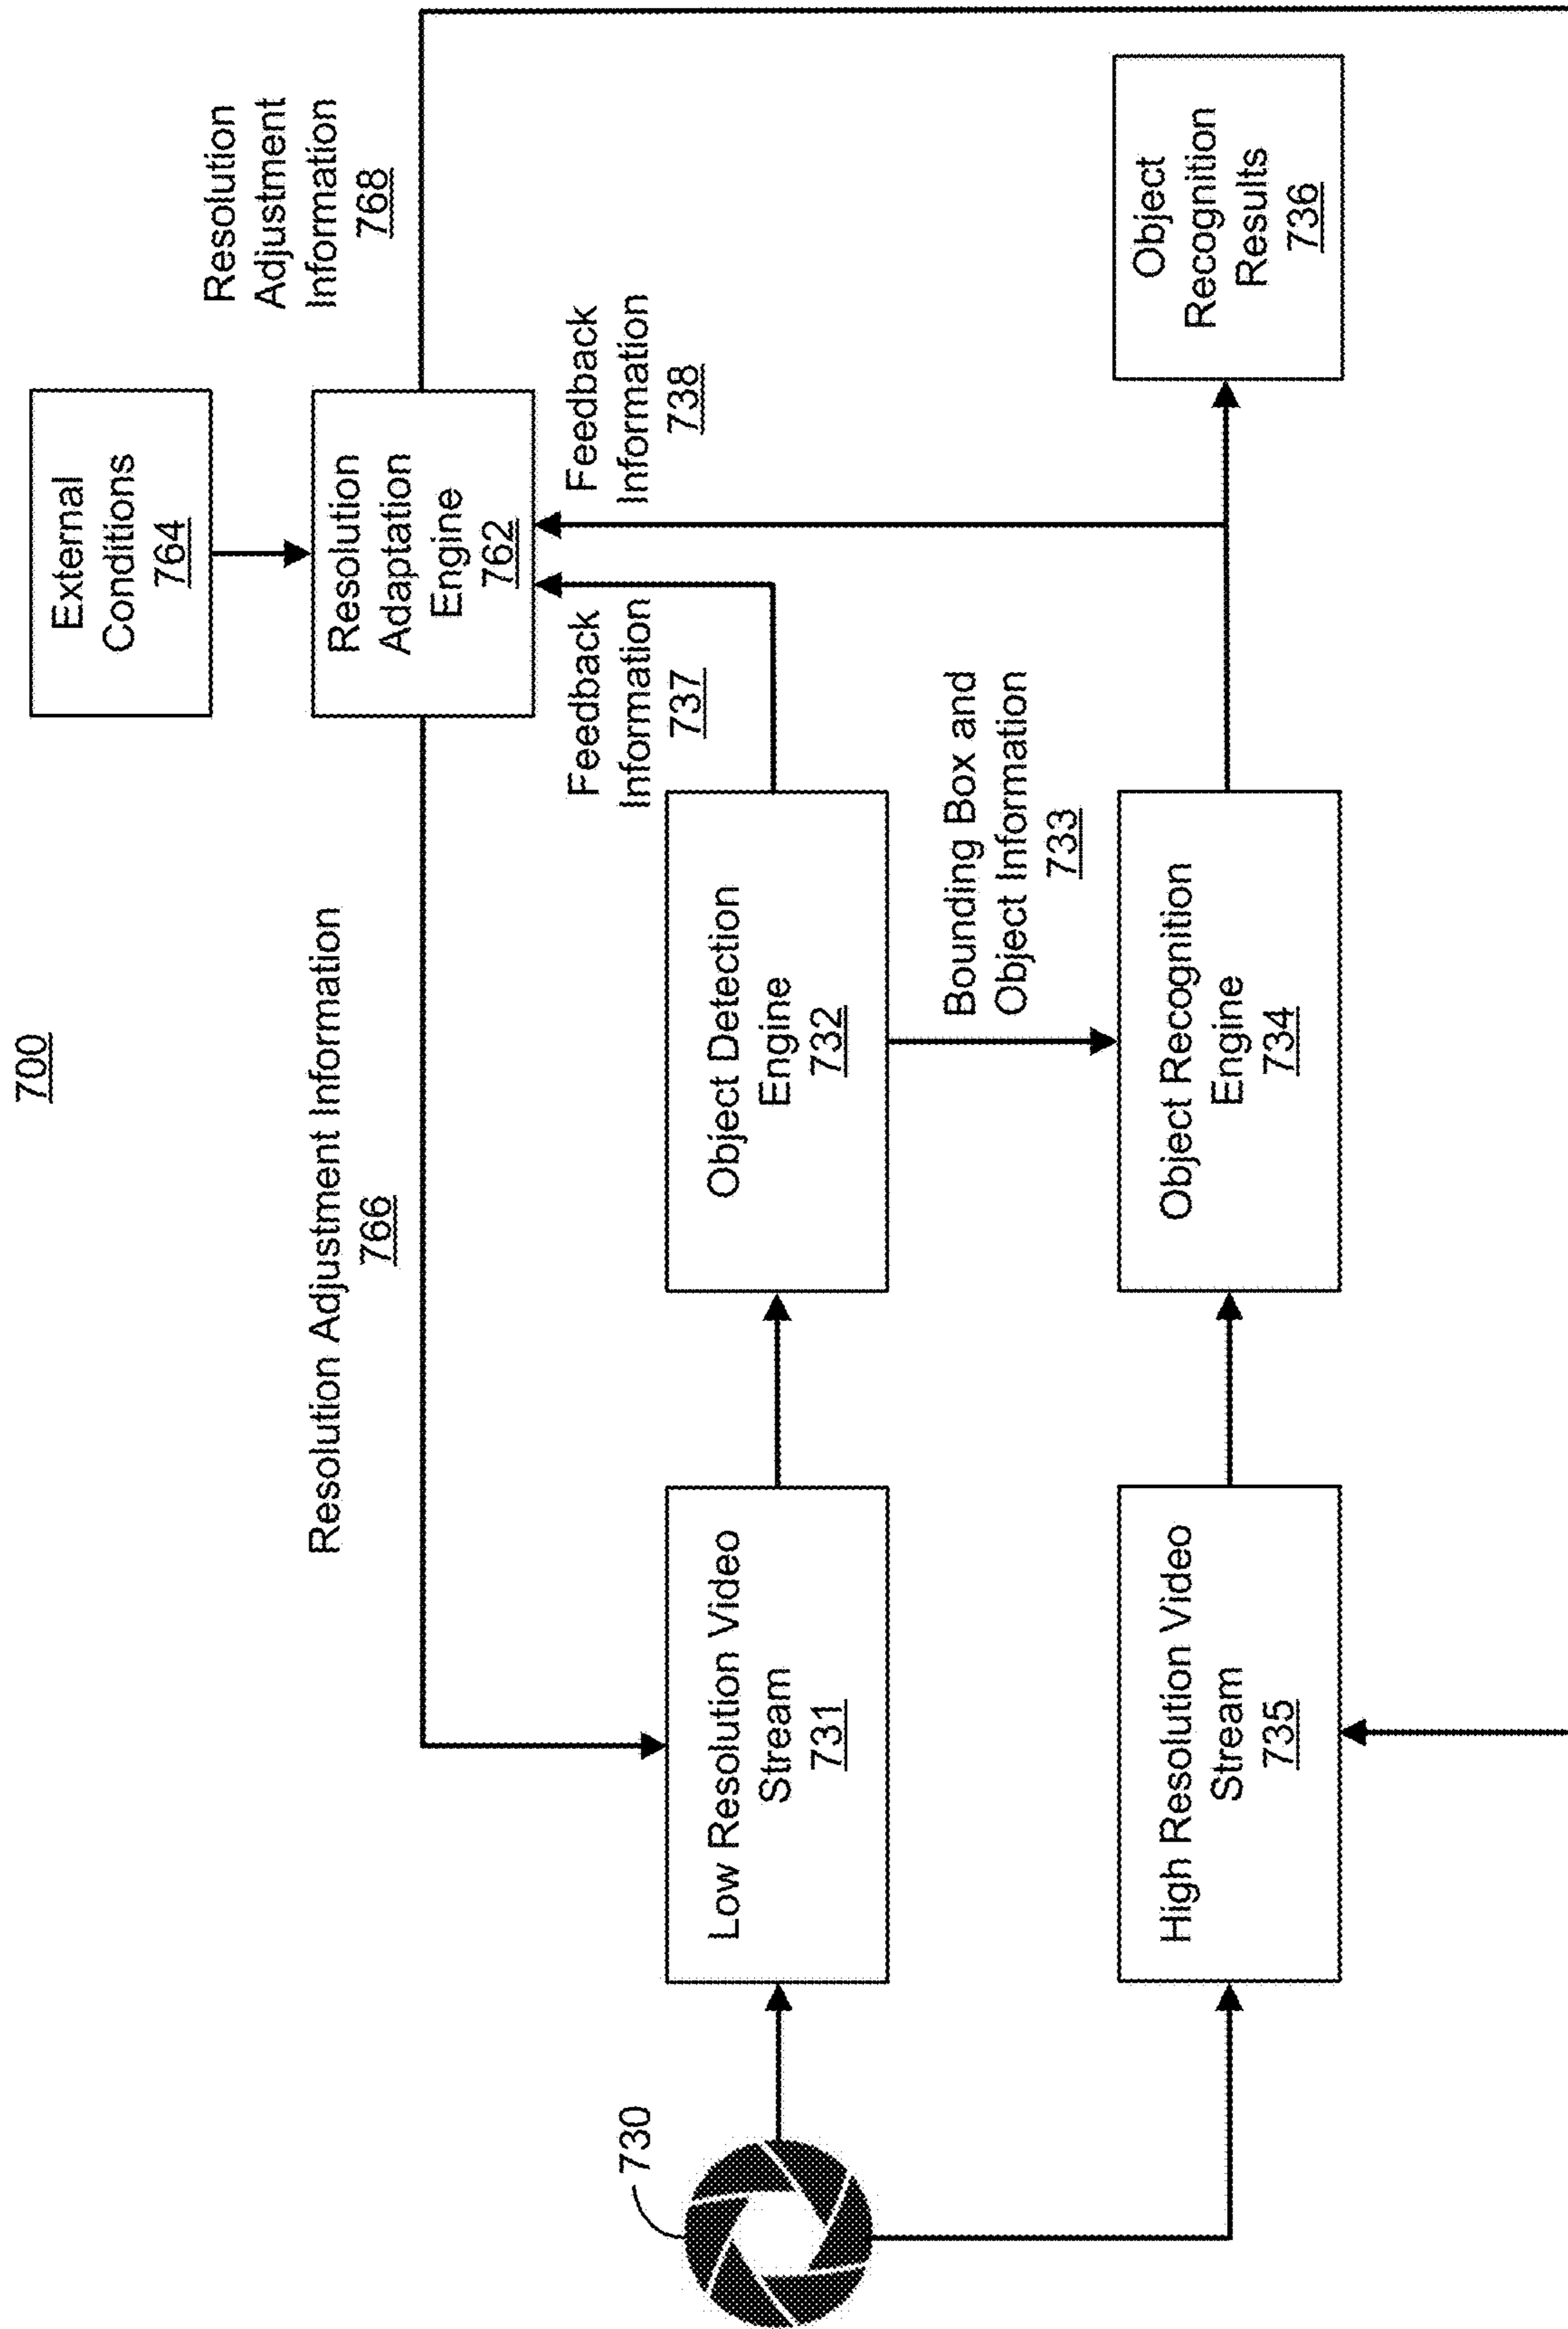 700
External
Conditions
764
Resolution Adjustment Information
766
Resolution
Adaptation
Engine
762
Resolution
Adjustment
Information
768
Feedback
Information
737
Feedback
Information
738
730
Low Resolution Video
Stream
731
Object Detection
Engine
732
Bounding Box and
Object Information
733
High Resolution Video
Stream
735
Object Recognition
Engine
734
Object
Recognition
Results
736